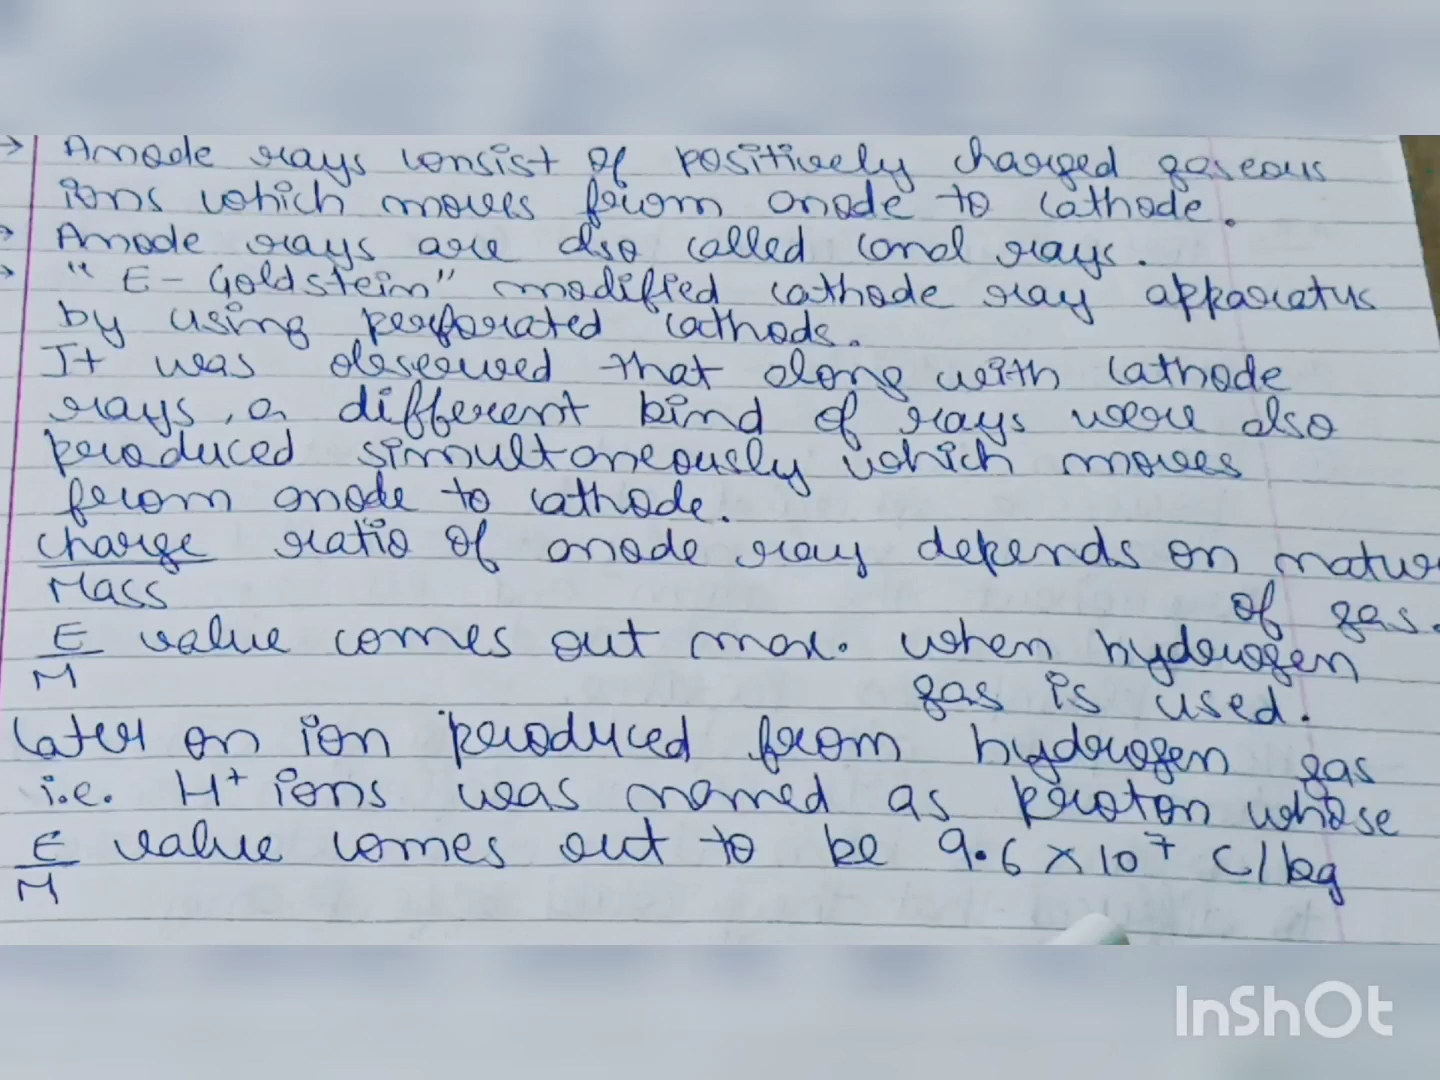 → Anode rays consist of positively charged gaseous
ions which moves from anode to cathode.
→ Anode rays are also called canal rays.
→ "E-Goldstein" modified cathode ray apparatus
by using perforated cathods.
It was observed that along with cathode
rays, a different kind of rays were also
produced simultaneously which moves
from anode to cathode.
Charge ratio of anode ray depends on natur
Mass
of gas.
E value comes out max. when hydrogen
M
gas is used.
Later on ion produced from hydrogen gas
i.e. H⁺ ions was named as proton whose
E value comes out to be 9.6 × 10⁷ C/kg
M
InShOt